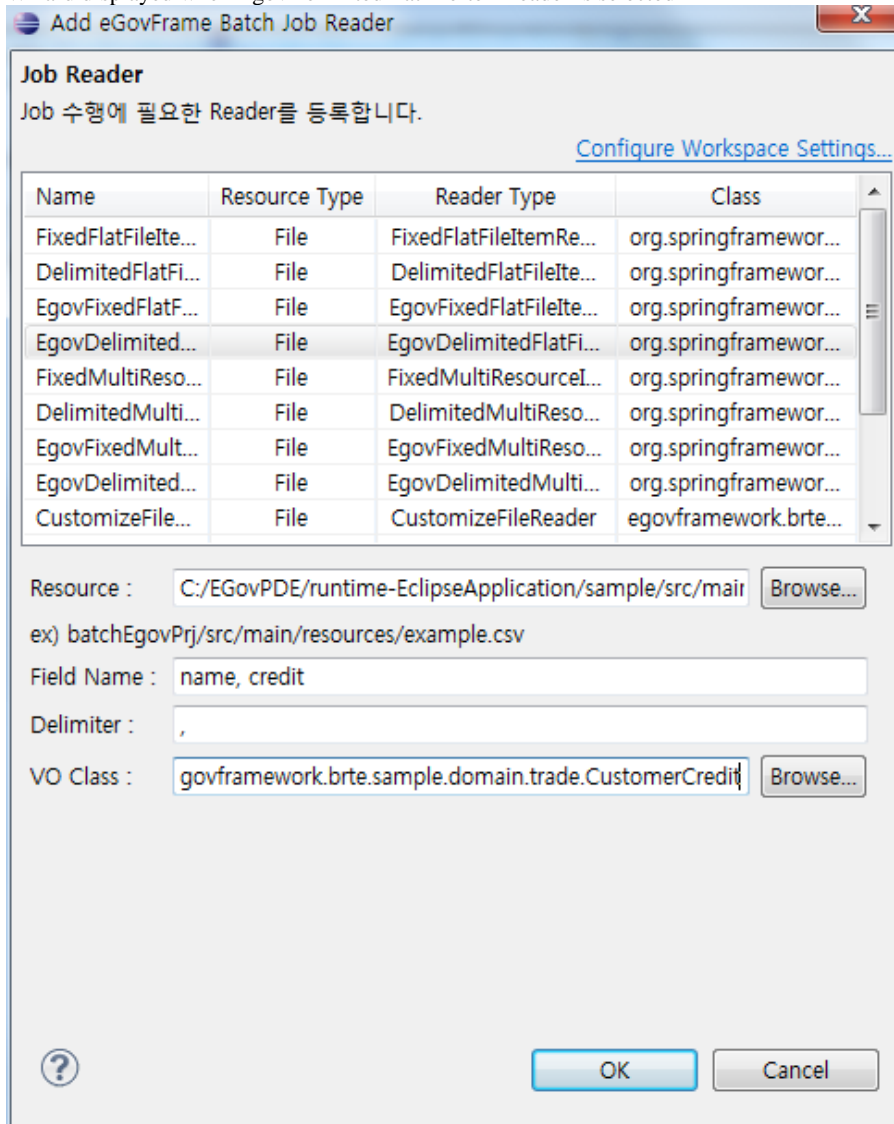 Add eGovFrame Batch Job Reader
Job Reader
Job 수행에 필요한 Reader를 등록합니다.
Configure Workspace Settings...
Name Resource Type Reader Type Class
FixedFlatFileIte... File FixedFlatFileItemRe... org.springframewor...
DelimitedFlatFi... File DelimitedFlatFileIte... org.springframewor...
EgovFixedFlatF... File EgovFixedFlatFileIte... org.springframewor...
EgovDelimited... File EgovDelimitedFlatFi... org.springframewor...
FixedMultiReso... File FixedMultiResourceI... org.springframewor...
DelimitedMulti... File DelimitedMultiReso... org.springframewor...
EgovFixedMult... File EgovFixedMultiReso... org.springframewor...
EgovDelimited... File EgovDelimitedMulti... org.springframewor...
CustomizeFile... File CustomizeFileReader egovframework.brte...
Resource : C:/EGovPDE/runtime-EclipseApplication/sample/src/mair Browse...
ex) batchEgovPrj/src/main/resources/example.csv
Field Name : name, credit
Delimiter : ,
VO Class : govframework.brte.sample.domain.trade.CustomerCredit Browse...
OK Cancel